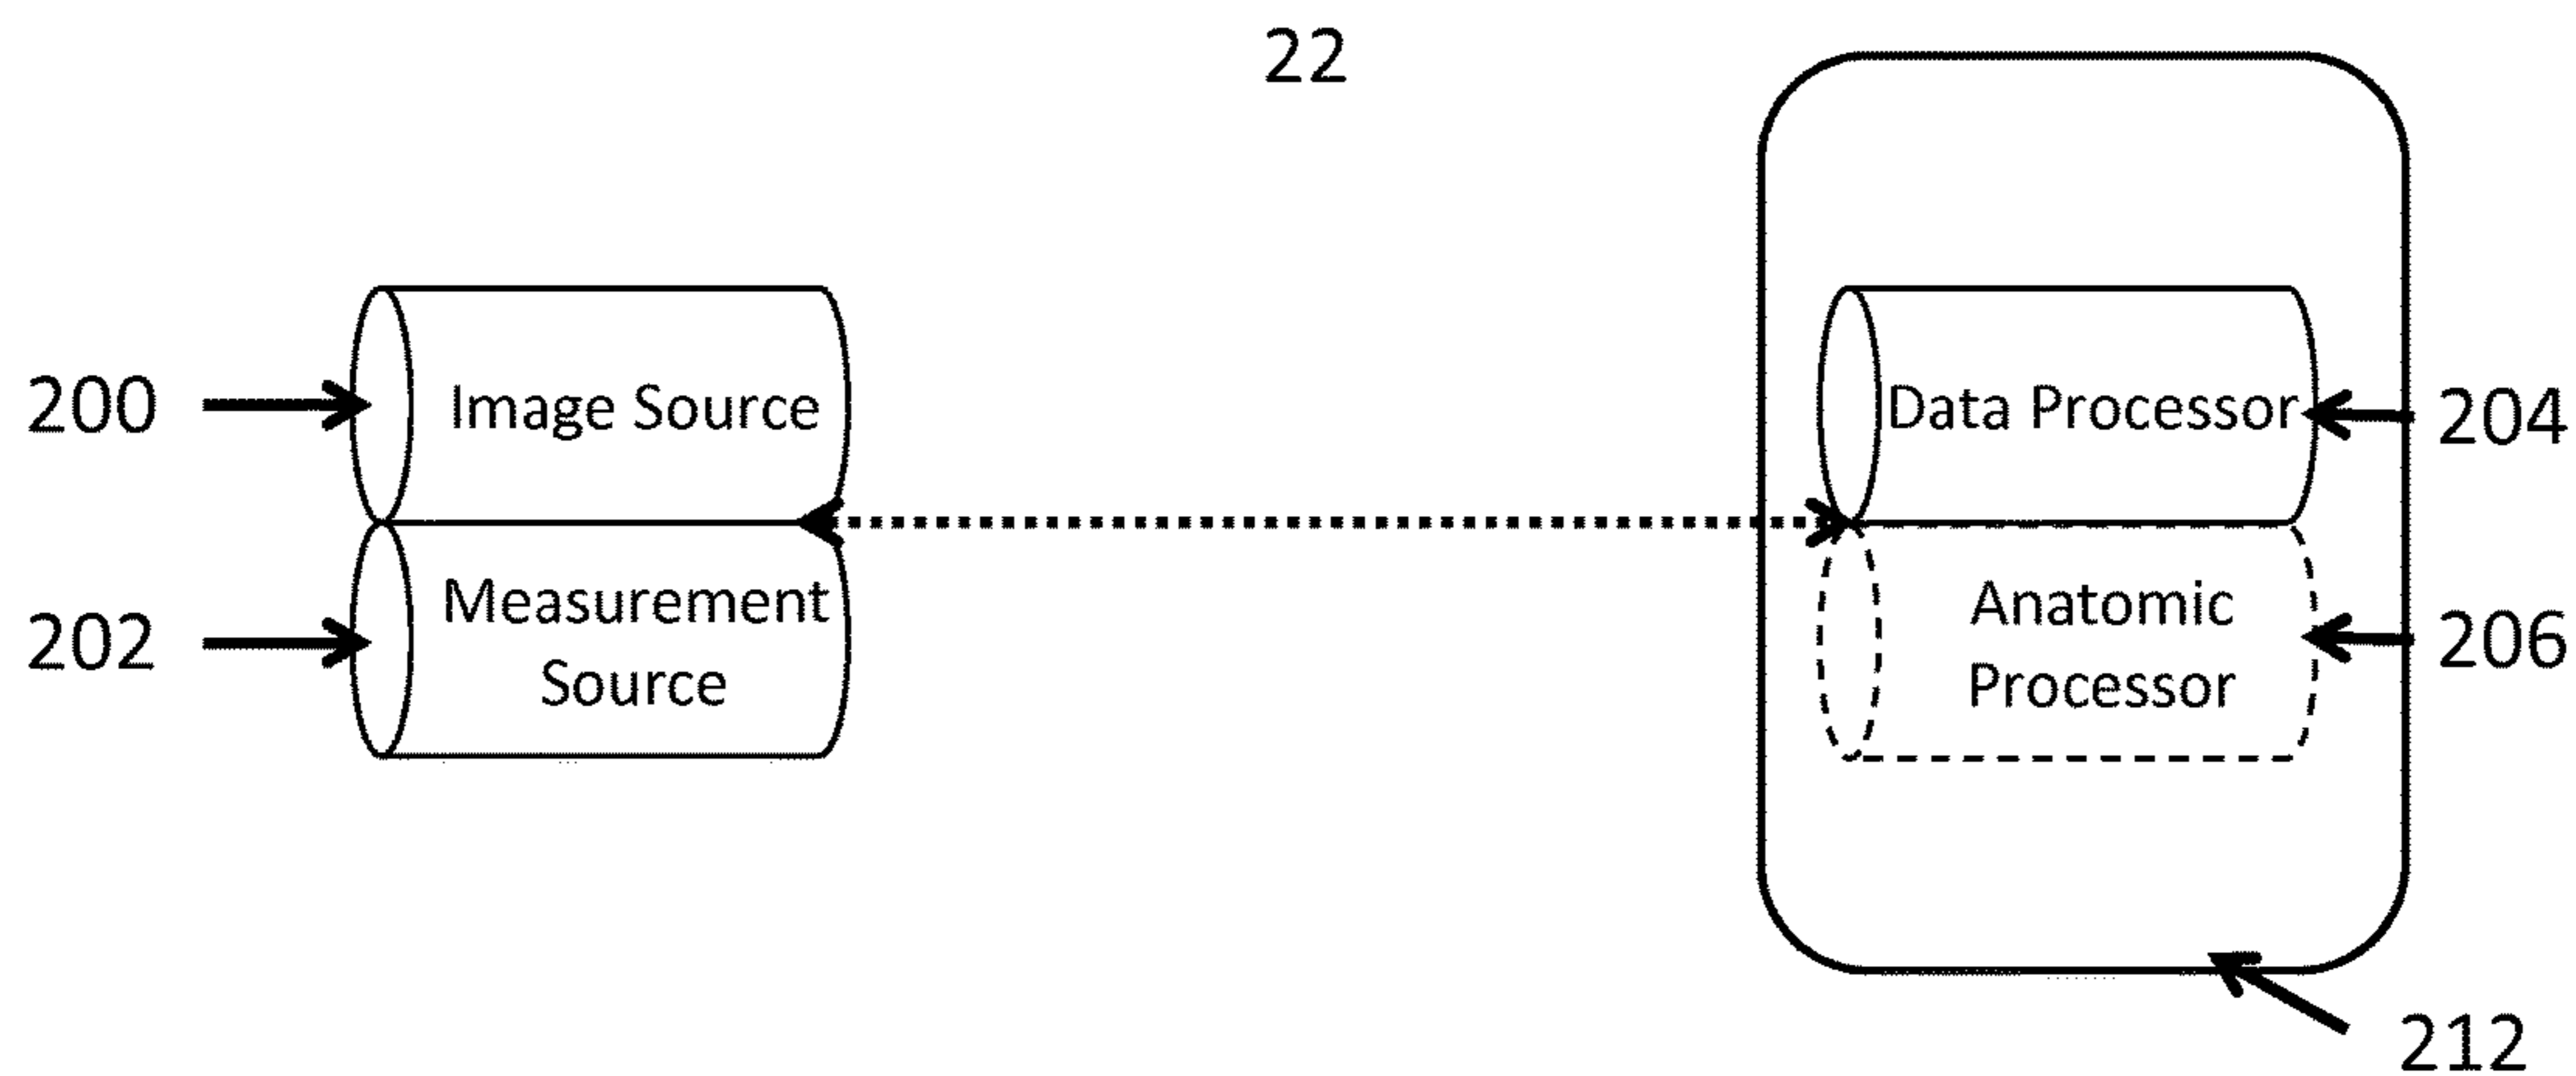 22
200
Image Source
Data Processor
204
202
Measurement
Source
Anatomic
Processor
206
212